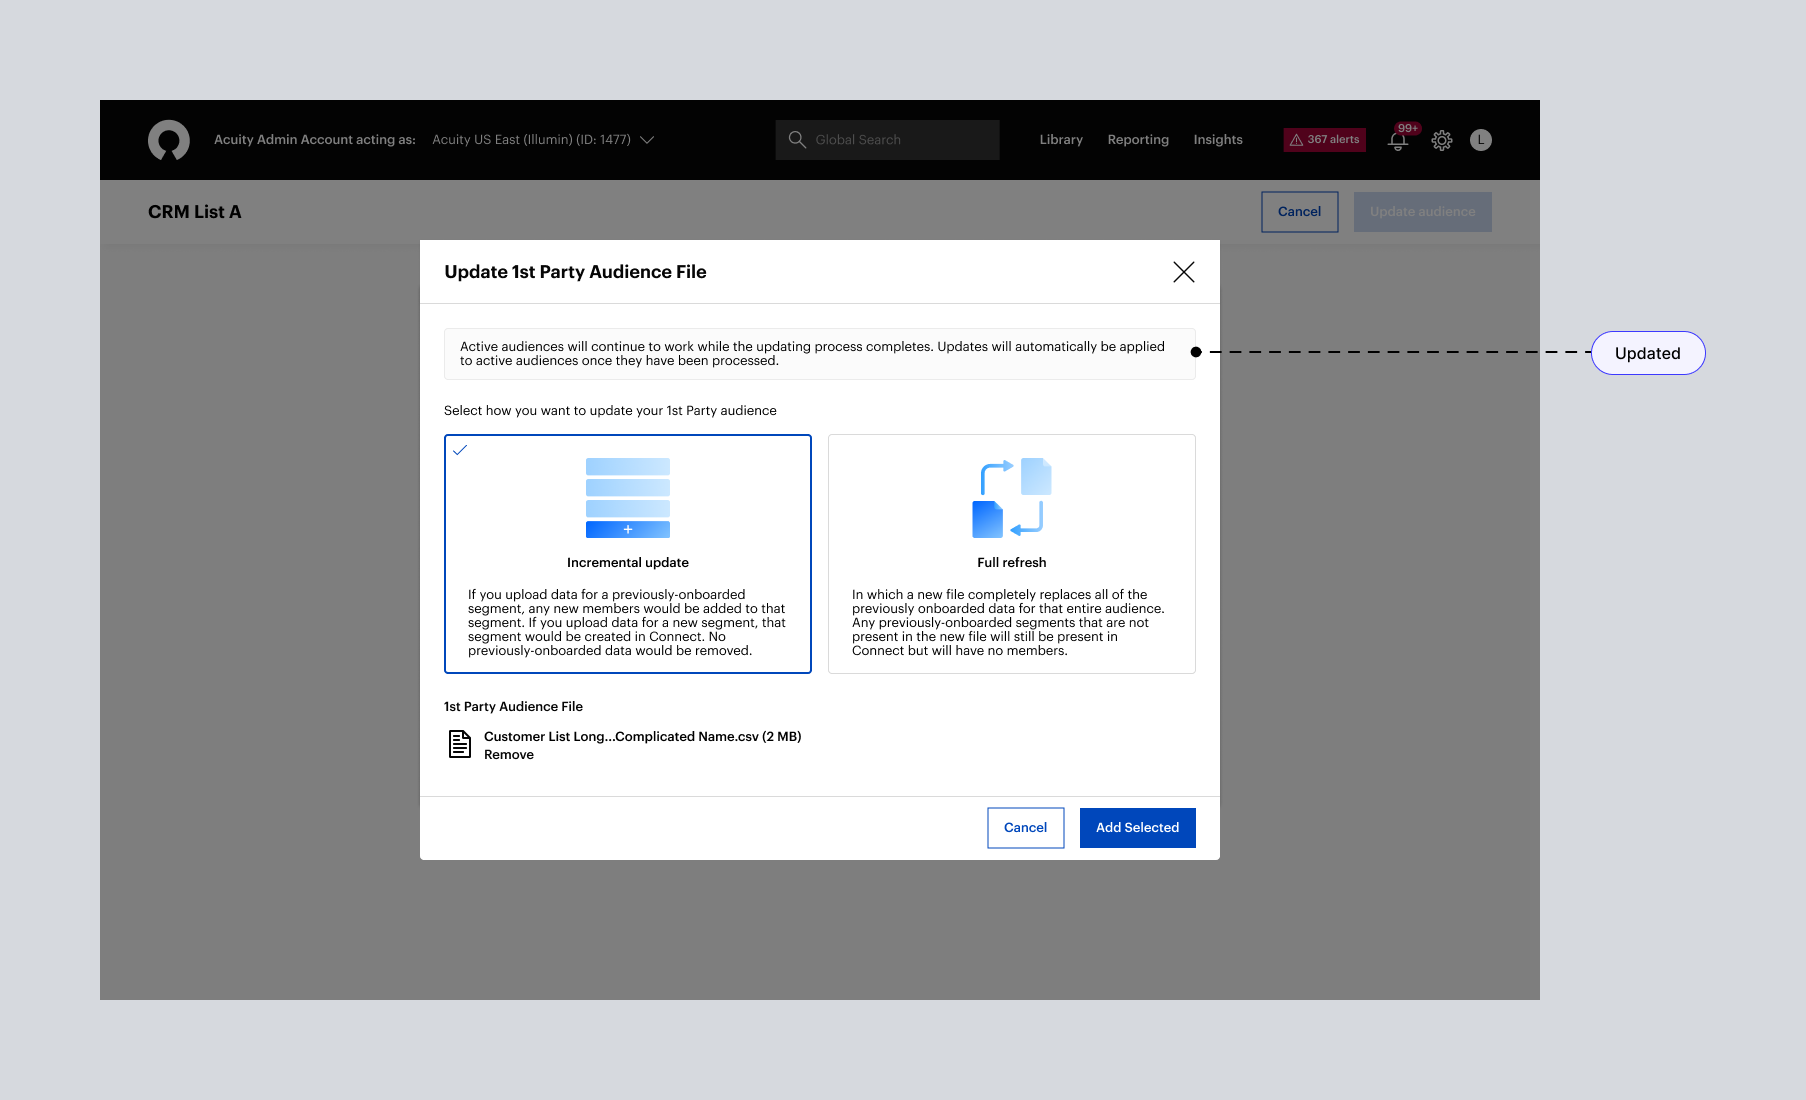 Acuity Admin Account acting as: Acuity US East (Illumin) (ID: 1477)
Global Search
Library
Reporting
Insights
367 alerts
99+
L
CRM List A
Cancel
Update audience
Update 1st Party Audience File
Active audiences will continue to work while the updating process completes. Updates will automatically be applied
to active audiences once they have been processed.
Updated
Select how you want to update your 1st Party audience
+
Incremental update
If you upload data for a previously-onboarded
segment, any new members would be added to that
segment. If you upload data for a new segment, that
segment would be created in Connect. No
previously-onboarded data would be removed.
Full refresh
In which a new file completely replaces all of the
previously onboarded data for that entire audience.
Any previously-onboarded segments that are not
present in the new file will still be present in
Connect but will have no members.
1st Party Audience File
Customer List Long...Complicated Name.csv (2 MB)
Remove
Cancel
Add Selected